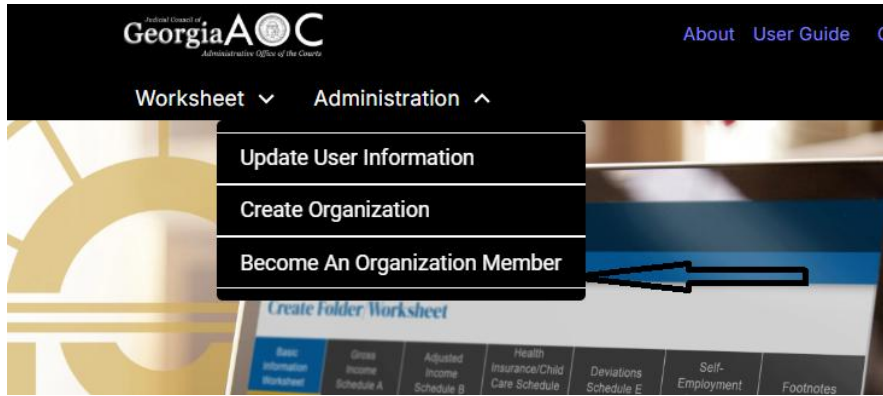 Judicial Council of
Georgia AOC
Administrative Office of the Courts
About User Guide
Worksheet Administration
Update User Information
Create Organization
Become An Organization Member
Create Folder/Worksheet
Basic
Information
Worksheet
Gross
Income
Schedule A
Adjusted
Income
Schedule B
Health
Insurance/Child
Care Schedule
Deviations
Schedule E
Self-
Employment
Footnotes